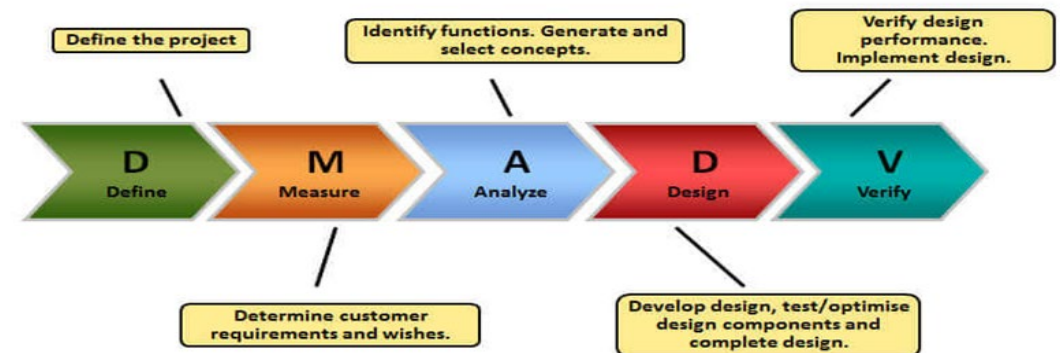 Define the project
Identify functions. Generate and
select concepts.
Verify design
performance.
Implement design.
D
Define
M
Measure
A
Analyze
D
Design
V
Verify
Determine customer
requirements and wishes.
Develop design, test/optimise
design components and
complete design.